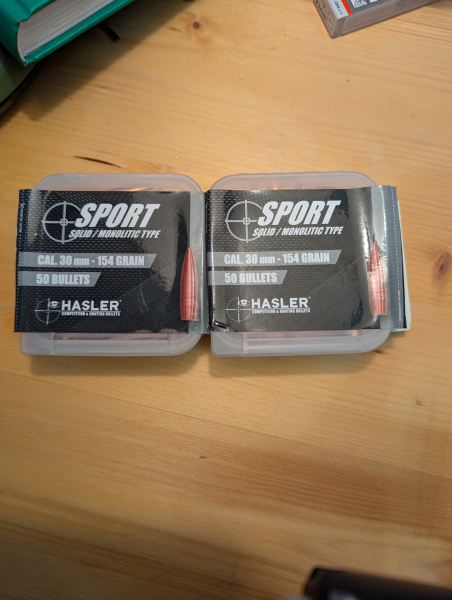 SPORT
SOLID / MONOLITIC TYPE
CAL. 30 mm - 154 GRAIN
50 BULLETS
HASLER
COMPETITION & HUNTING BULLETS
SPORT
SOLID / MONOLITIC TYPE
CAL. 30 mm - 154 GRAIN
50 BULLETS
HASLER
COMPETITION & HUNTING BULLETS